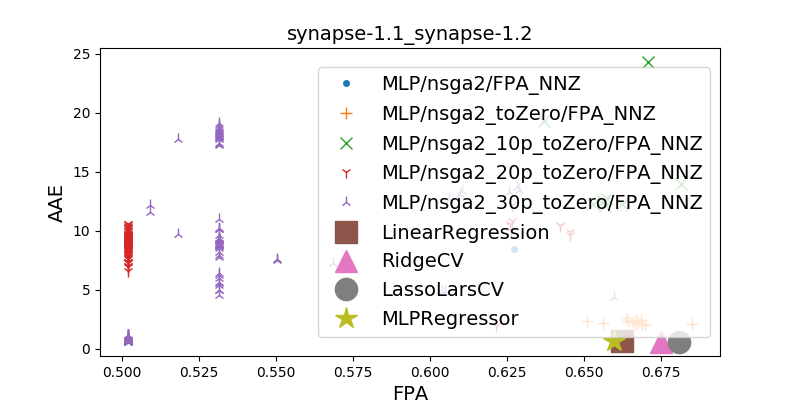 synapse-1.1_synapse-1.2
AAE
25
20
15
10
5
0
MLP/nsga2/FPA_NNZ
MLP/nsga2_toZero/FPA_NNZ
MLP/nsga2_10p_toZero/FPA_NNZ
MLP/nsga2_20p_toZero/FPA_NNZ
MLP/nsga2_30p_toZero/FPA_NNZ
LinearRegression
RidgeCV
LassoLarsCV
MLPRegressor
0.500 0.525 0.550 0.575 0.600 0.625 0.650 0.675
FPA